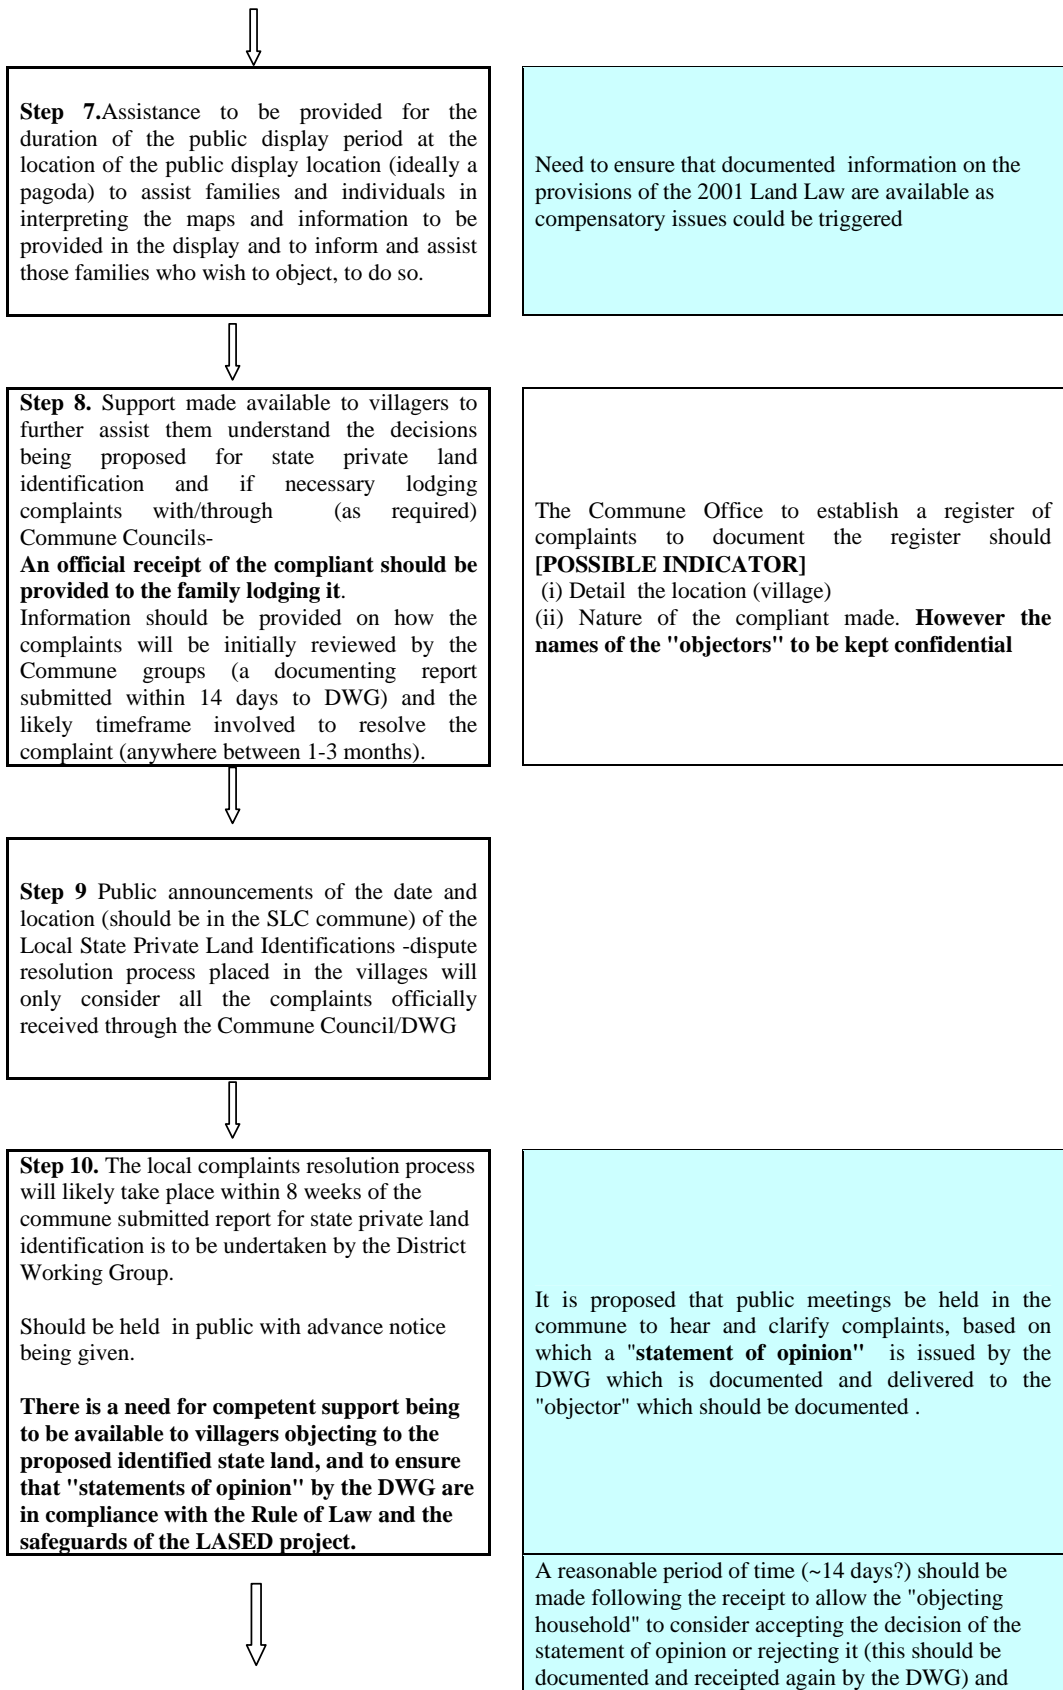 Step 7.Assistance to be provided for the
duration of the public display period at the
location of the public display location (ideally a
pagoda) to assist families and individuals in
interpreting the maps and information to be
provided in the display and to inform and assist
those families who wish to object, to do so.
Need to ensure that documented information on the
provisions of the 2001 Land Law are available as
compensatory issues could be triggered
Step 8. Support made available to villagers to
further assist them understand the decisions
being proposed for state private land
identification and if necessary lodging
complaints with/through (as required)
Commune Councils-
An official receipt of the compliant should be
provided to the family lodging it.
Information should be provided on how the
complaints will be initially reviewed by the
Commune groups (a documenting report
submitted within 14 days to DWG) and the
likely timeframe involved to resolve the
complaint (anywhere between 1-3 months).
The Commune Office to establish a register of
complaints to document the register should
[POSSIBLE INDICATOR]
(i) Detail the location (village)
(ii) Nature of the compliant made. However the
names of the "objectors" to be kept confidential
Step 9 Public announcements of the date and
location (should be in the SLC commune) of the
Local State Private Land Identifications -dispute
resolution process placed in the villages will
only consider all the complaints officially
received through the Commune Council/DWG
Step 10. The local complaints resolution process
will likely take place within 8 weeks of the
commune submitted report for state private land
identification is to be undertaken by the District
Working Group.
Should be held in public with advance notice
being given.
There is a need for competent support being
to be available to villagers objecting to the
proposed identified state land, and to ensure
that "statements of opinion" by the DWG are
in compliance with the Rule of Law and the
safeguards of the LASED project.
It is proposed that public meetings be held in the
commune to hear and clarify complaints, based on
which a "statement of opinion" is issued by the
DWG which is documented and delivered to the
"objector" which should be documented .
A reasonable period of time (~14 days?) should be
made following the receipt to allow the "objecting
household" to consider accepting the decision of the
statement of opinion or rejecting it (this should be
documented and receipted again by the DWG) and